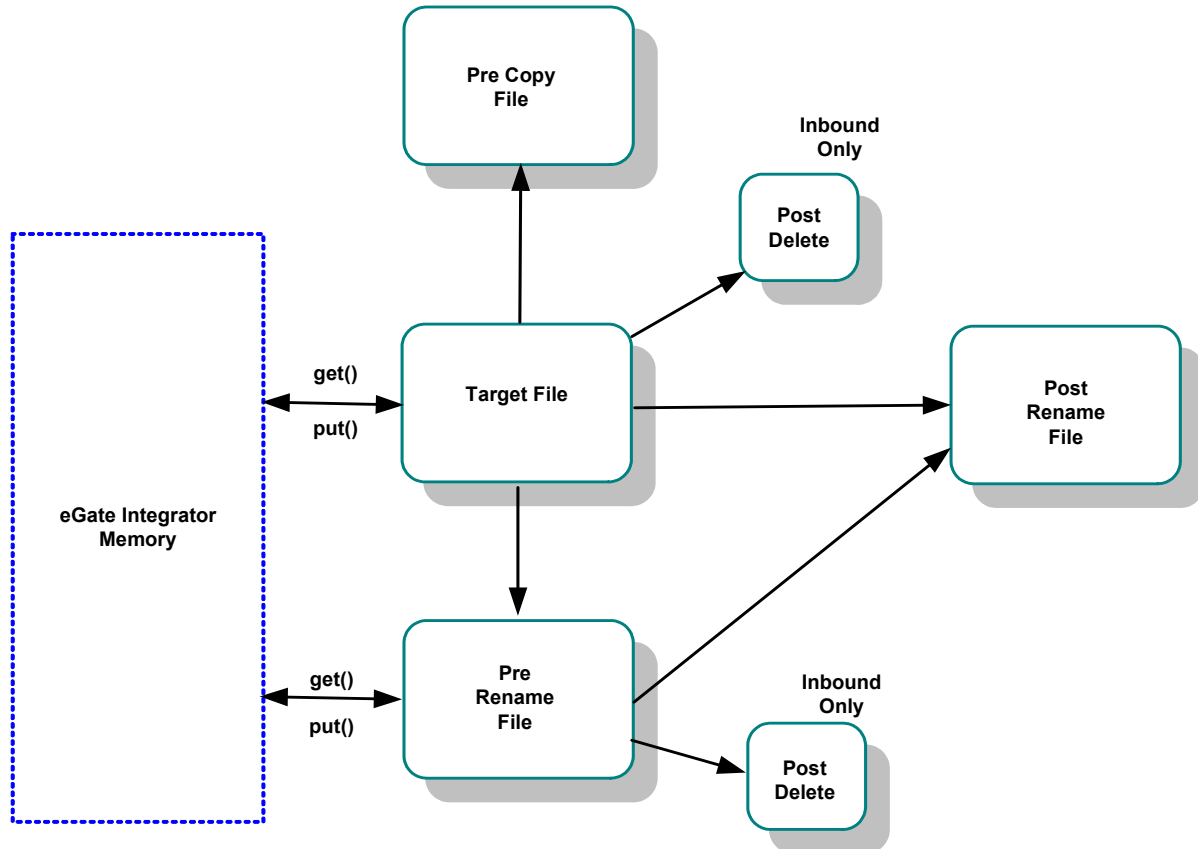 Pre Copy
File
Inbound
Only
Post
Delete
get()
put()
Target File
Post
Rename
File
eGate Integrator
Memory
get()
put()
Pre
Rename
File
Inbound
Only
Post
Delete